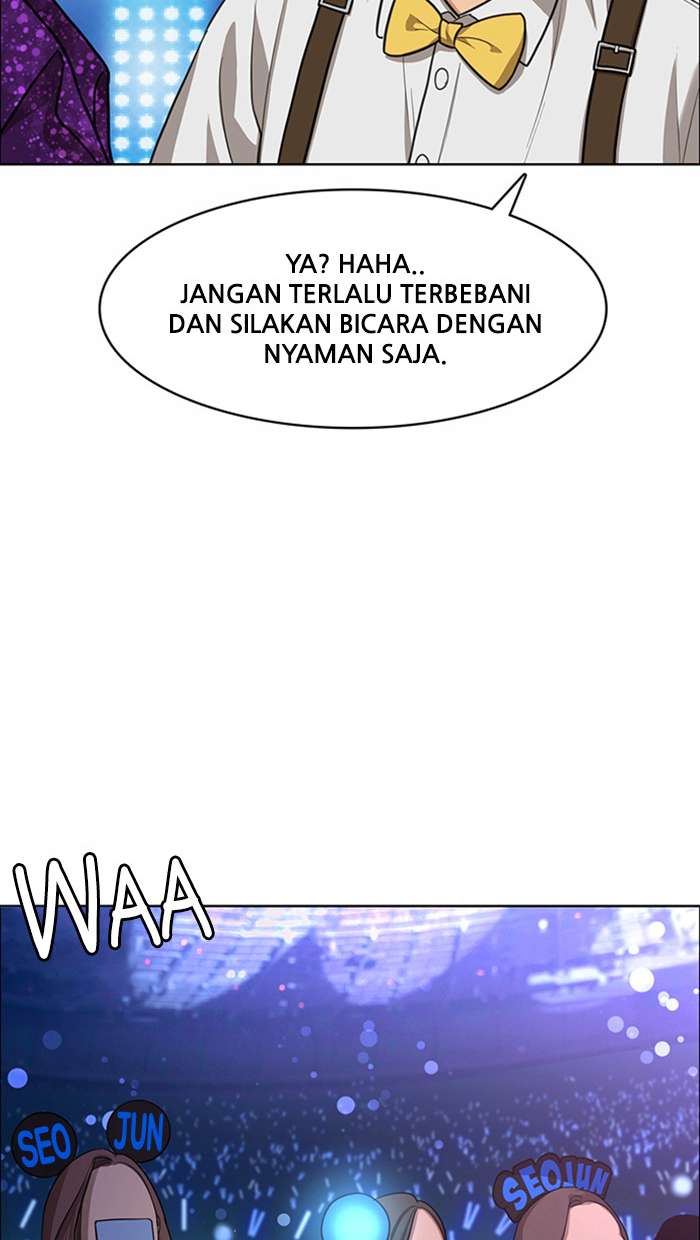 YA? HAHA..
JANGAN TERLALU TERBEBANI
DAN SILAKAN BICARA DENGAN
NYAMAN SAJA.
WAA
SEO JUN
SEOJUN